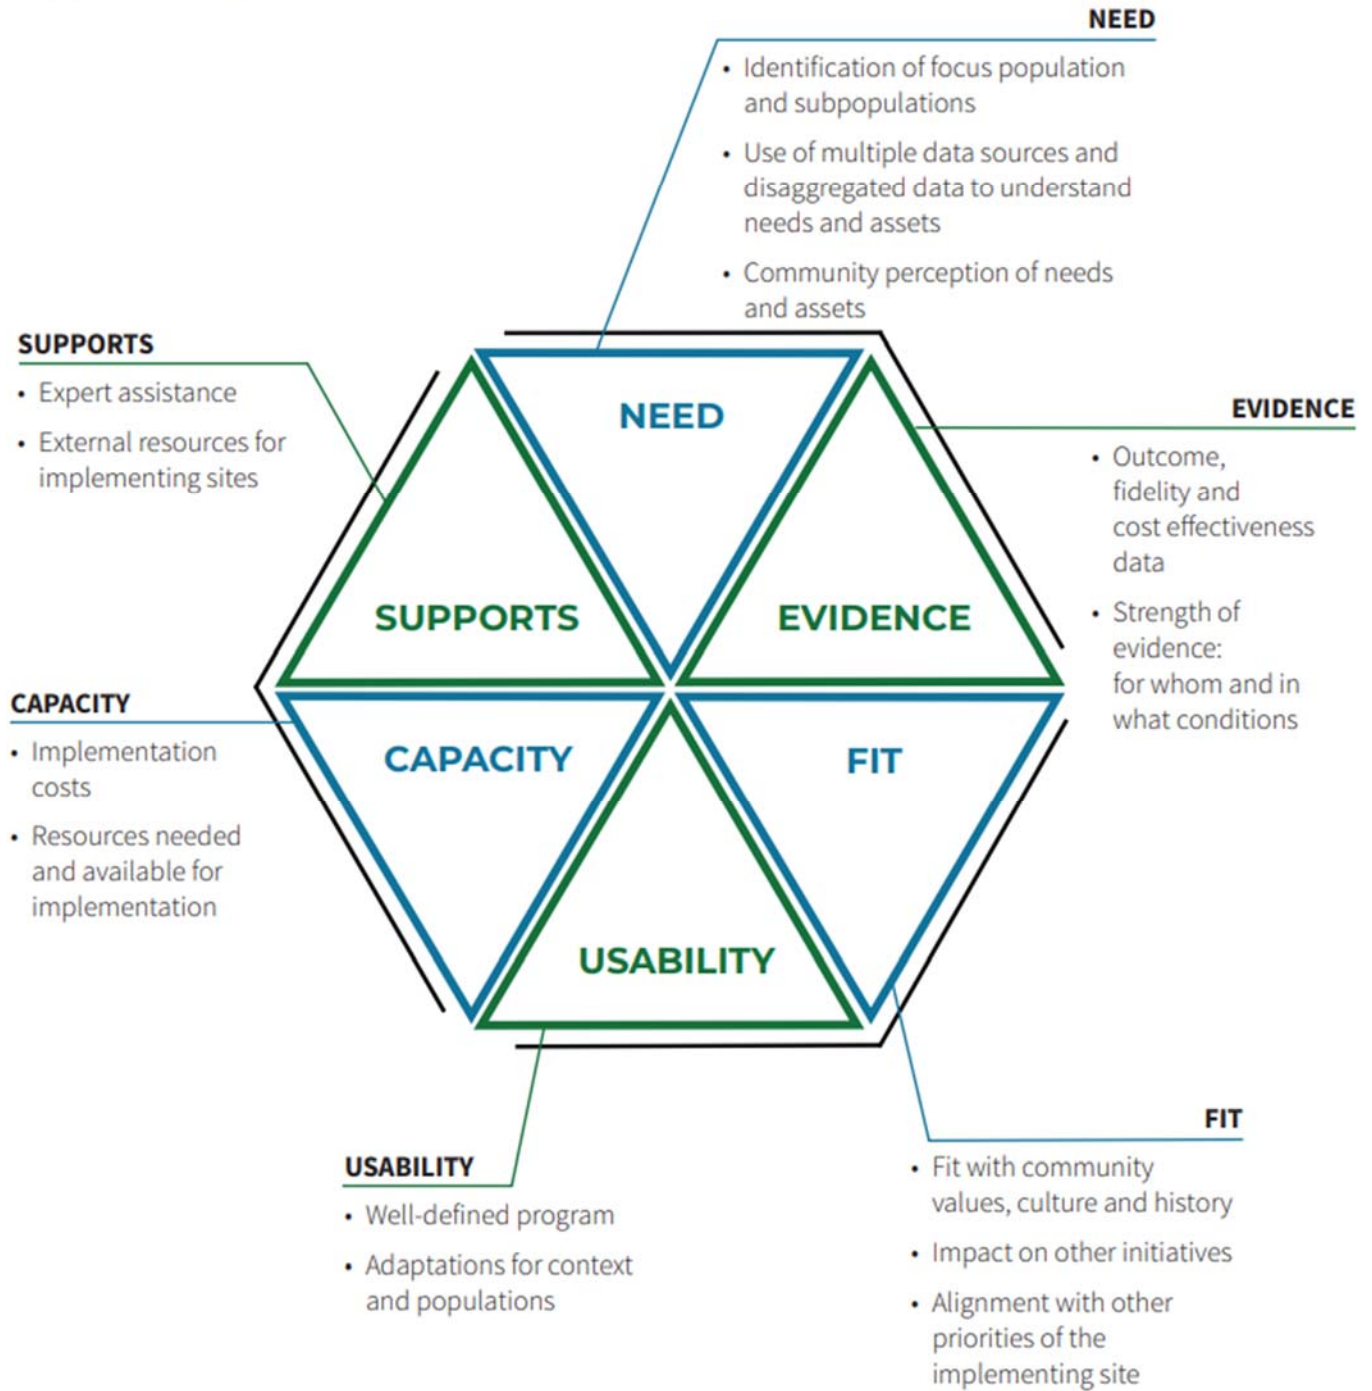 NEED
• Identification of focus population
and subpopulations
• Use of multiple data sources and
disaggregated data to understand
needs and assets
• Community perception of needs
and assets
SUPPORTS
• Expert assistance
• External resources for
implementing sites
NEED
EVIDENCE
• Outcome,
fidelity and
cost effectiveness
data
• Strength of
evidence:
for whom and in
what conditions
SUPPORTS
EVIDENCE
CAPACITY
• Implementation
costs
• Resources needed
and available for
implementation
CAPACITY
FIT
USABILITY
USABILITY
• Well-defined program
• Adaptations for context
and populations
FIT
• Fit with community
values, culture and history
• Impact on other initiatives
• Alignment with other
priorities of the
implementing site